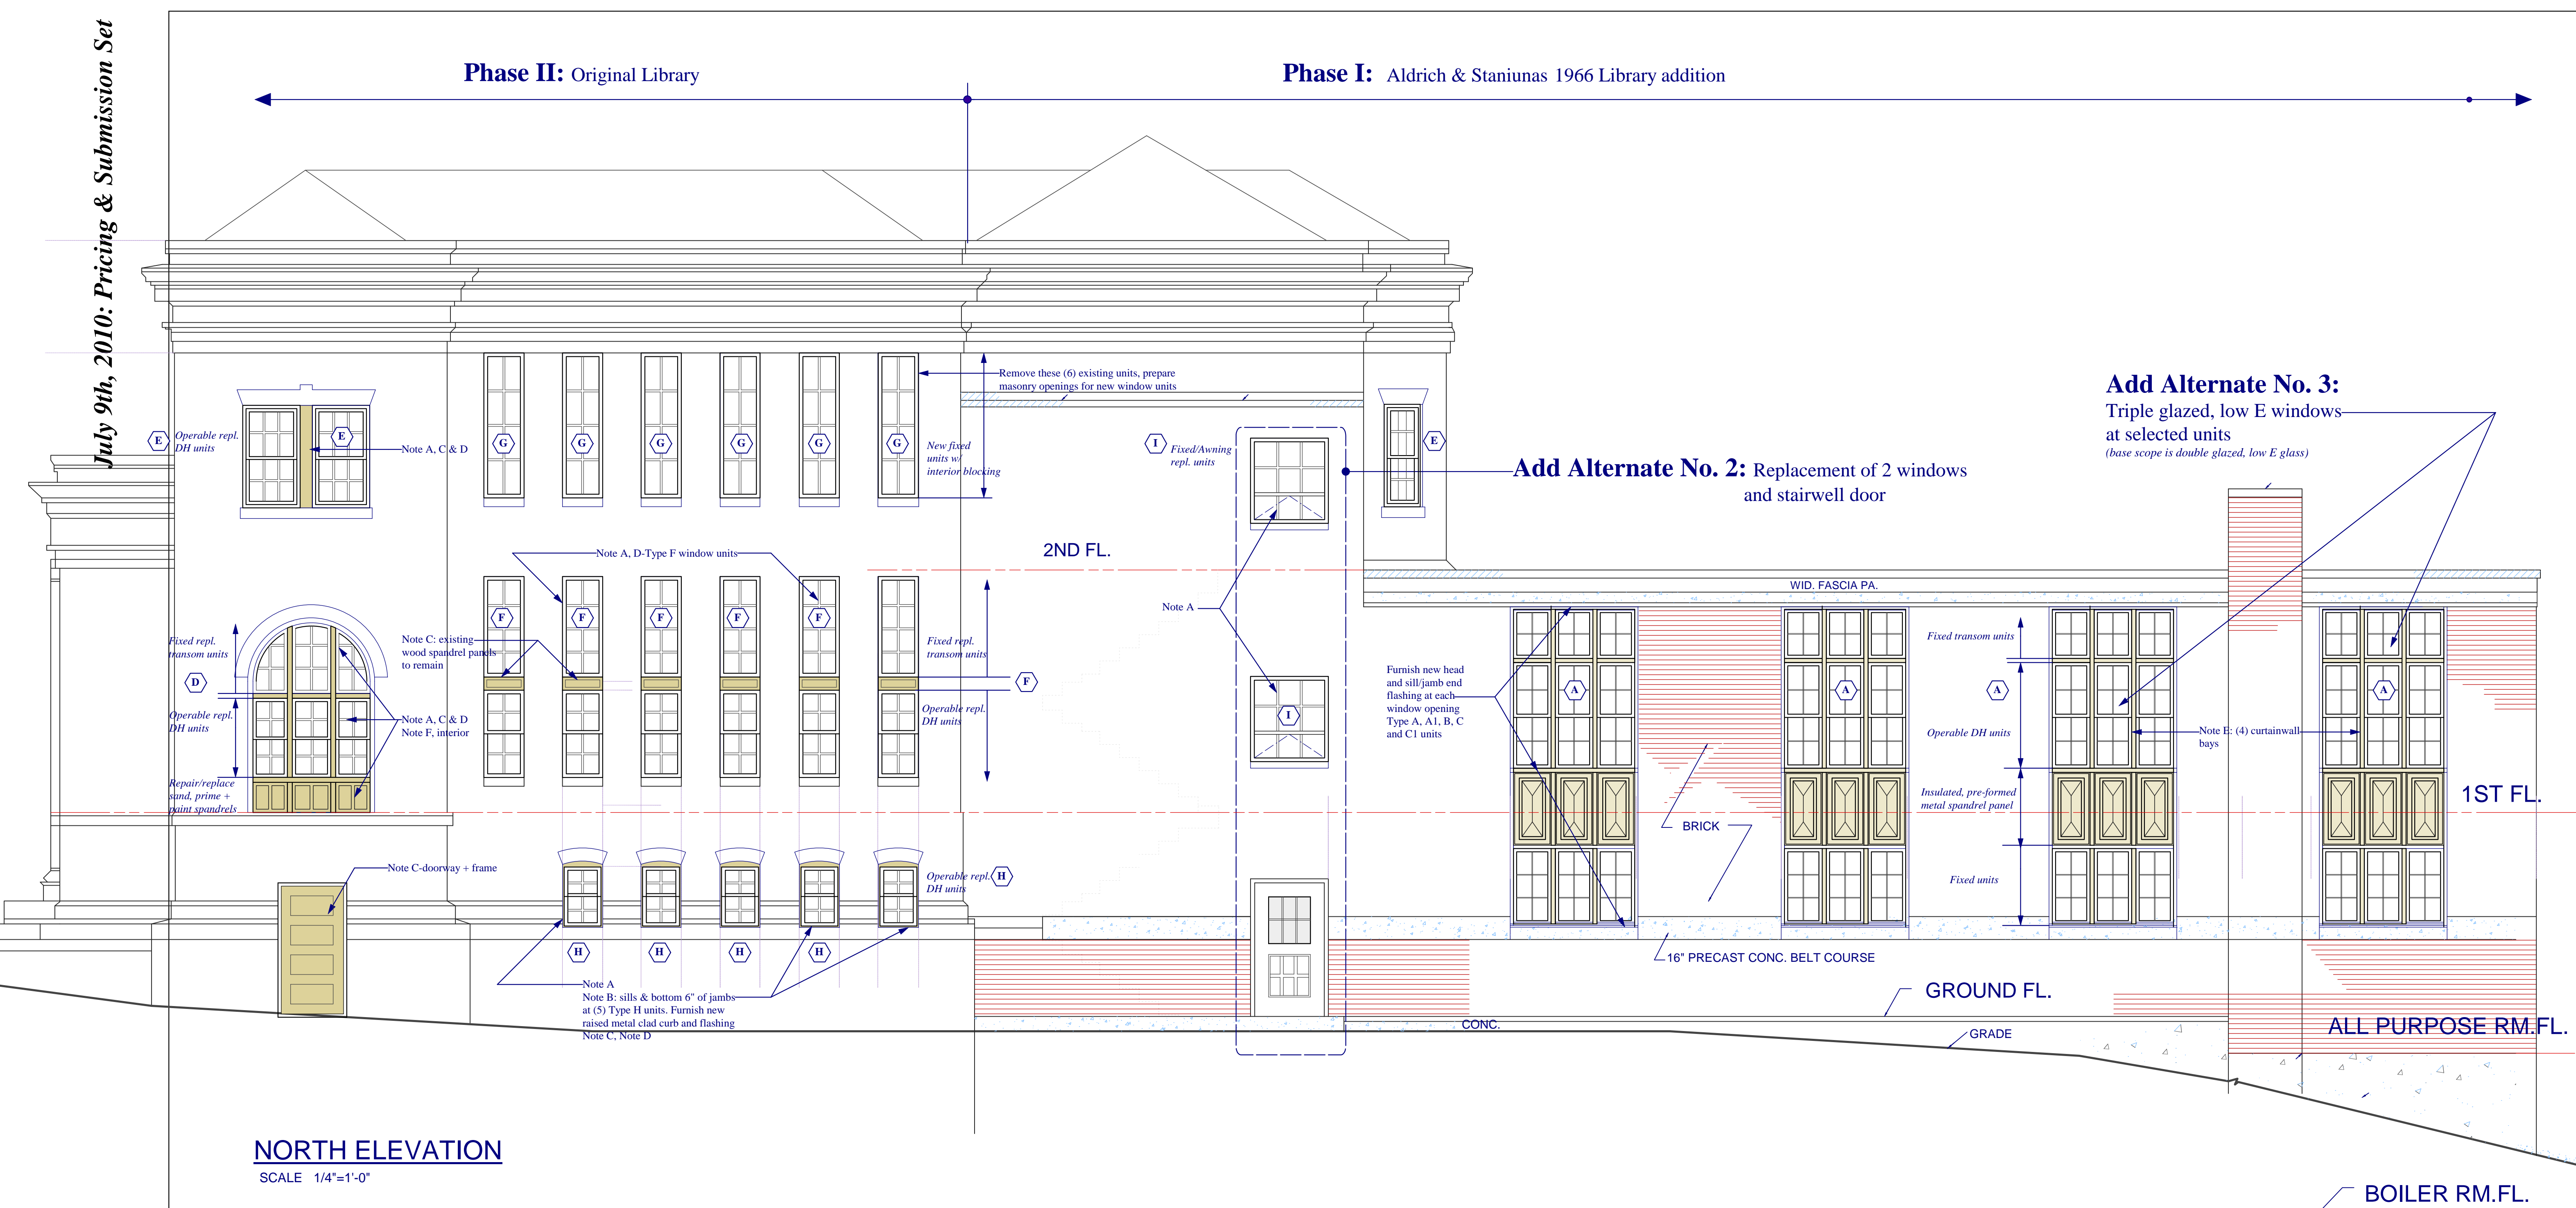 July 9th, 2010: Pricing & Submission Set
Phase II: Original Library
Phase I: Aldrich & Staniunas 1966 Library addition
Add Alternate No. 3:
Triple glazed, low E windows
at selected units
(base scope is double glazed, low E glass)
Remove these (6) existing units, prepare
masonry openings for new window units
E
Operable repl.
DH units
E
Note A, C & D
G
G
G
G
G
G
New fixed
units w/
interior blocking
I
Fixed/Awning
repl. units
E
Add Alternate No. 2: Replacement of 2 windows
and stairwell door
Note A, D-Type F window units
2ND FL.
WID. FASCIA PA.
Note A
F
F
F
F
F
Fixed repl.
transom units
Note C: existing
wood spandrel panels
to remain
Fixed repl.
transom units
F
D
Operable repl.
DH units
Note A, C & D
Note F, interior
Operable repl.
DH units
I
Furnish new head
and sill/jamb end
flashing at each
window opening
Type A, A1, B, C
and C1 units
A
A
Fixed transom units
A
A
Operable DH units
Note E: (4) curtainwall
bays
Repair/replace
sand, prime +
paint spandrels
Insulated, pre-formed
metal spandrel panel
1ST FL.
BRICK
Note C-doorway + frame
Operable repl.
DH units
H
Fixed units
H
H
H
H
16" PRECAST CONC. BELT COURSE
Note A
Note B: sills & bottom 6" of jambs
at (5) Type H units. Furnish new
raised metal clad curb and flashing
Note C, Note D
GROUND FL.
CONC.
GRADE
ALL PURPOSE RM.FL.
NORTH ELEVATION
SCALE 1/4"=1'-0"
BOILER RM.FL.